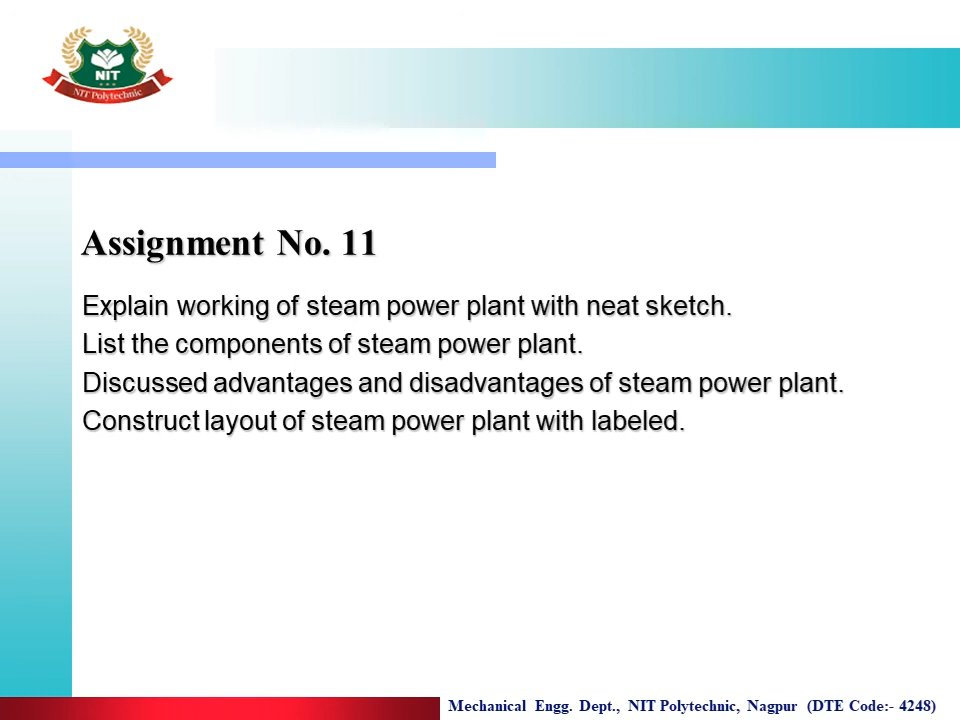 NIT
NIT Polytechnic
Assignment No. 11
Explain working of steam power plant with neat sketch.
List the components of steam power plant.
Discussed advantages and disadvantages of steam power plant.
Construct layout of steam power plant with labeled.
Mechanical Engg. Dept., NIT Polytechnic, Nagpur (DTE Code:- 4248)